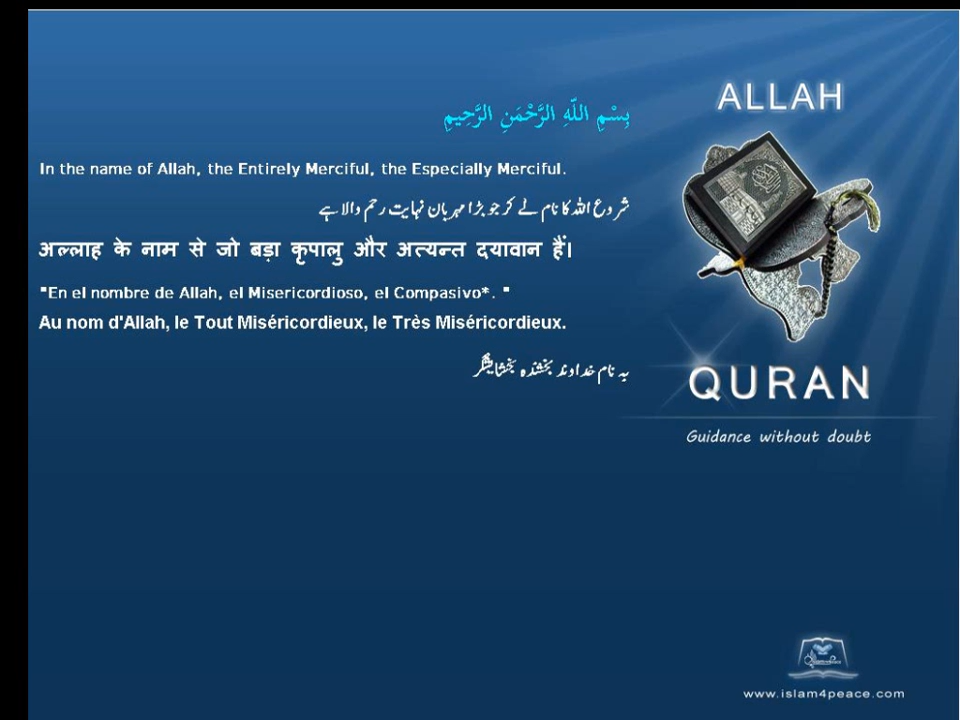 بِسْمِ اللَّهِ الرَّحْمَنِ الرَّحِيمِ
In the name of Allah, the Entirely Merciful, the Especially Merciful.
شروع اللہ کا نام لے کر جو بڑا مہربان نہایت رحم والا ہے
अल्लाह के नाम से जो बड़ा कृपालु और अत्यन्त दयावान हैं।
"En el nombre de Allah, el Misericordioso, el Compasivo*. "
Au nom d'Allah, le Tout Miséricordieux, le Très Miséricordieux.
به نام خداوند بخشنده بخشایشگر
ALLAH
QURAN
Guidance without doubt
www.islam4peace.com